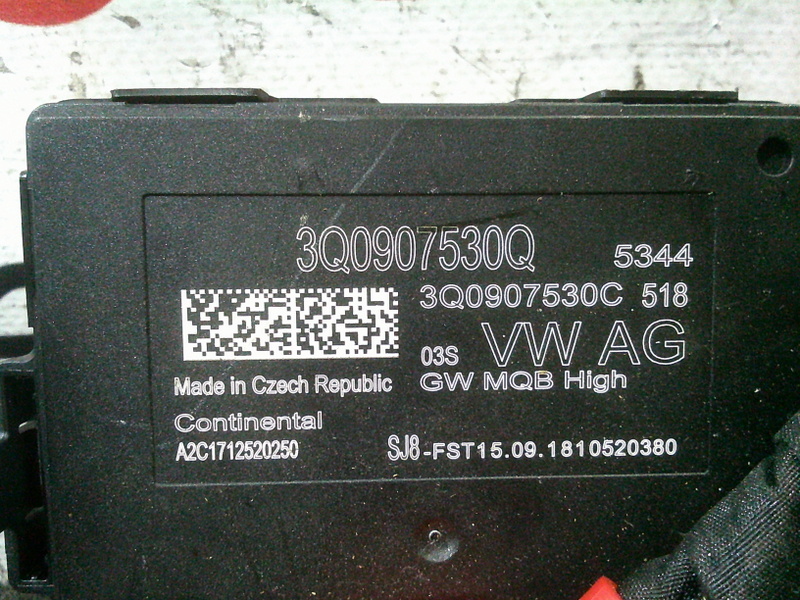 3Q0907530Q 5344
3Q0907530C 518
03S VW AG
Made in Czech Republic GW MQB High
Continental
A2C1712520250 SJ8-FST15.09.1810520380